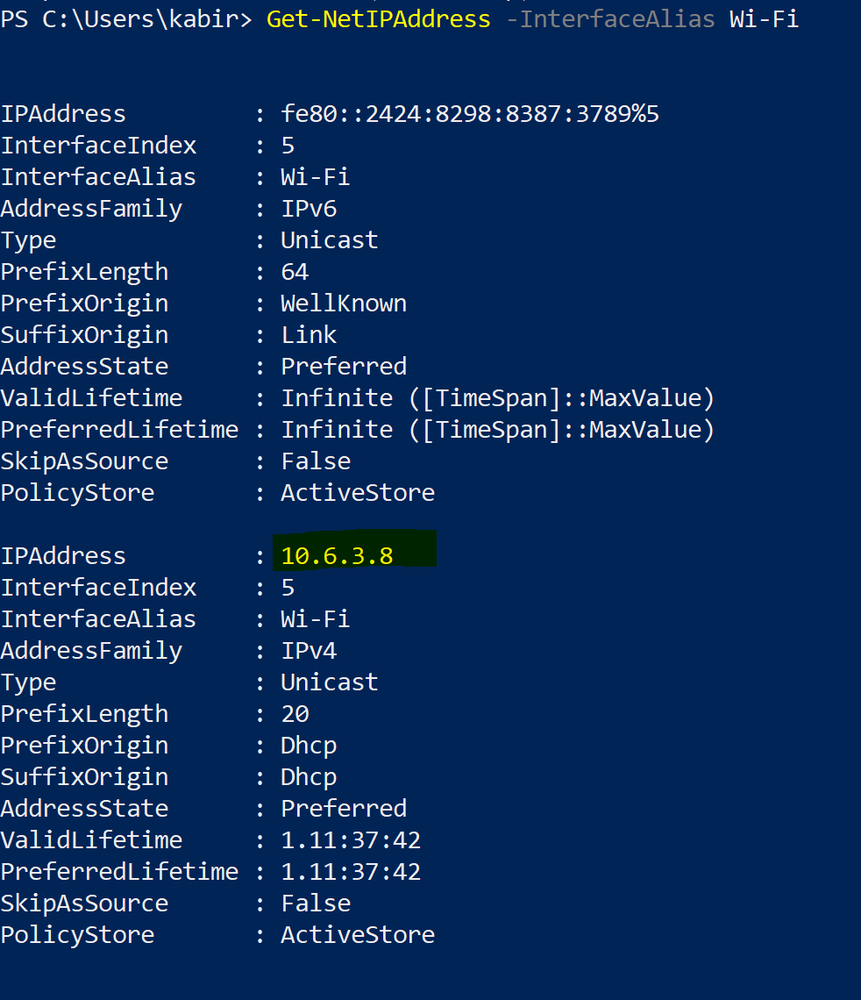 PS C:\Users\kabir> Get-NetIPAddress -InterfaceAlias Wi-Fi
IPAddress         : fe80::2424:8298:8387:3789%5
InterfaceIndex    : 5
InterfaceAlias    : Wi-Fi
AddressFamily     : IPv6
Type              : Unicast
PrefixLength      : 64
PrefixOrigin      : WellKnown
SuffixOrigin      : Link
AddressState      : Preferred
ValidLifetime     : Infinite ([TimeSpan]::MaxValue)
PreferredLifetime : Infinite ([TimeSpan]::MaxValue)
SkipAsSource      : False
PolicyStore       : ActiveStore
IPAddress         : 10.6.3.8
InterfaceIndex    : 5
InterfaceAlias    : Wi-Fi
AddressFamily     : IPv4
Type              : Unicast
PrefixLength      : 20
PrefixOrigin      : Dhcp
SuffixOrigin      : Dhcp
AddressState      : Preferred
ValidLifetime     : 1.11:37:42
PreferredLifetime : 1.11:37:42
SkipAsSource      : False
PolicyStore       : ActiveStore